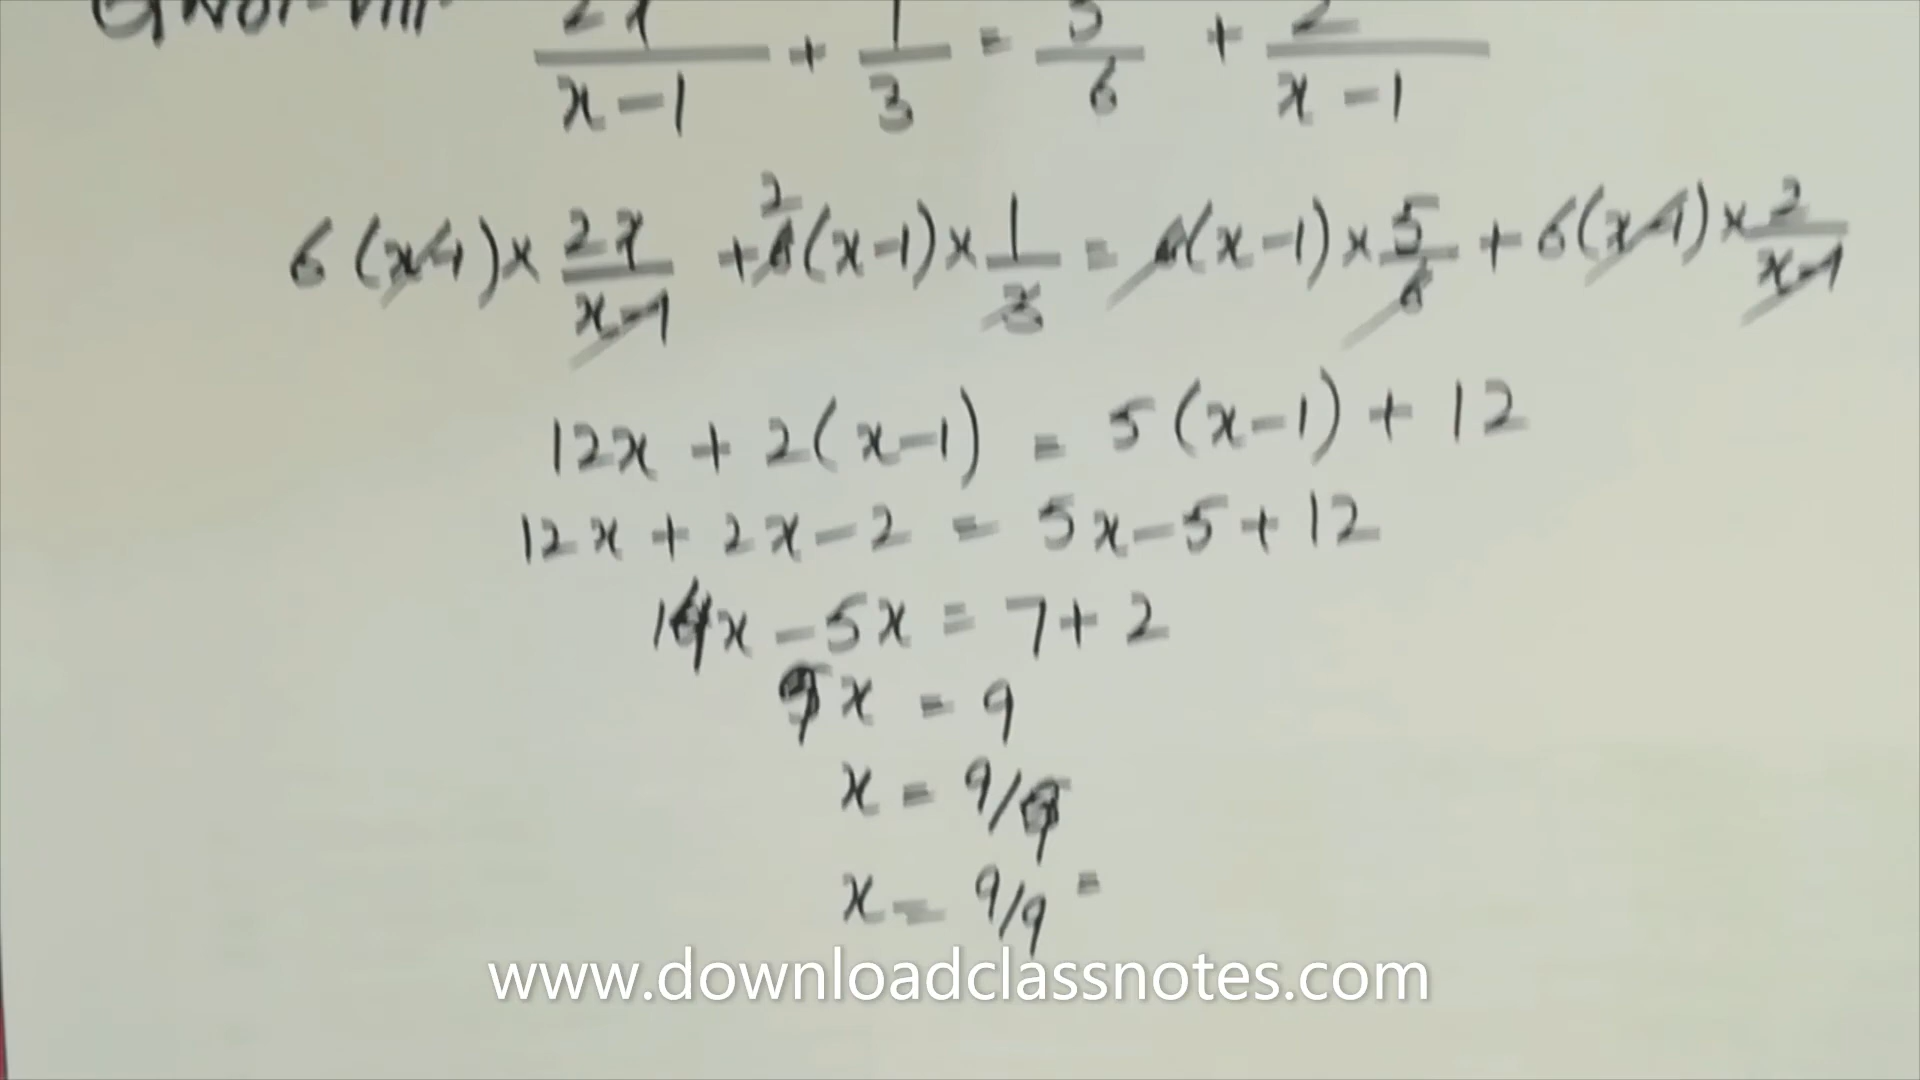 2x/(x-1) + 1/3 = 5/6 + 2/(x-1)
6(x-1)× 2x/(x-1) + 2 6(x-1)× 1/3 = 6(x-1)× 5/6 + 6(x-1)× 2/(x-1)
12x + 2(x-1) = 5(x-1) + 12
12x + 2x - 2 = 5x - 5 + 12
14x - 5x = 7 + 2
9x = 9
x = 9/9
x = 9/9 =
www.downloadclassnotes.com